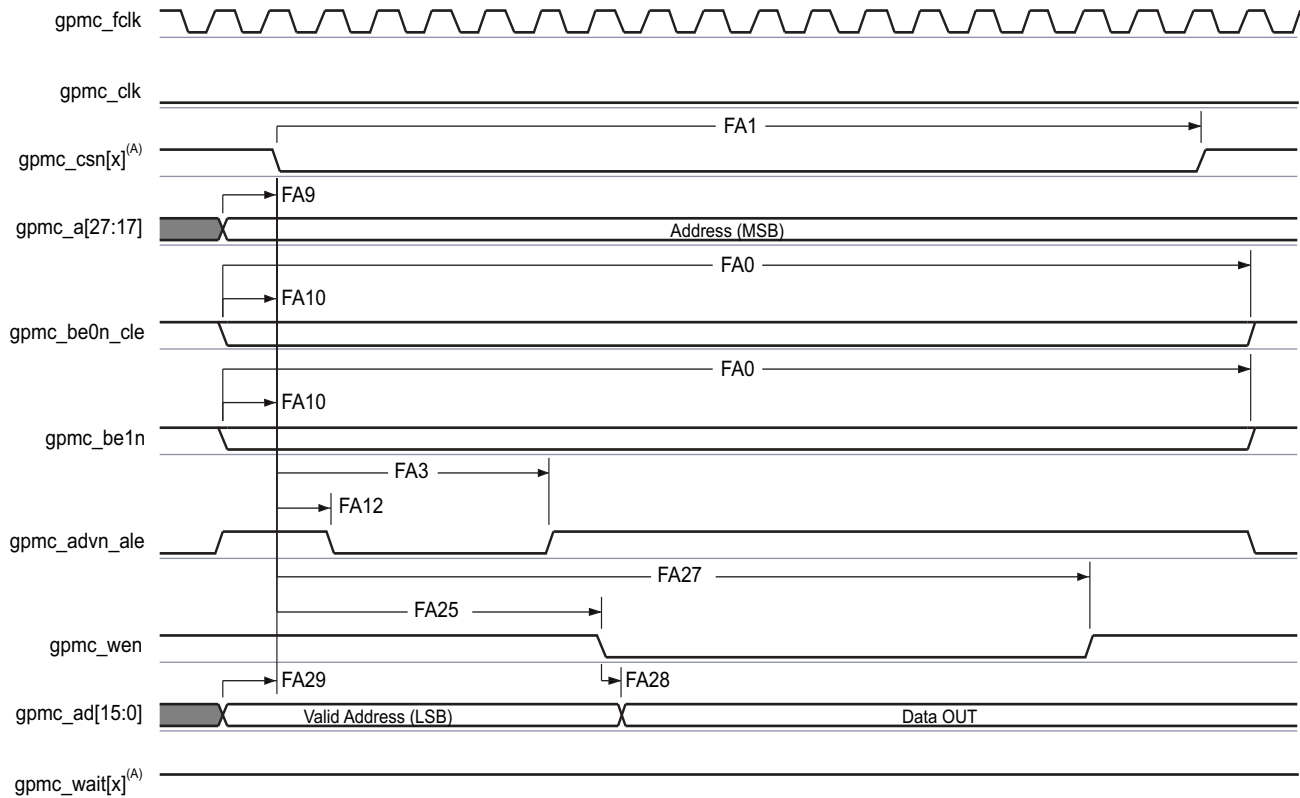 gpmc_fclk
gpmc_clk
FA1
gpmc_csn[x](A)
FA9
gpmc_a[27:17]
Address (MSB)
FA0
FA10
gpmc_be0n_cle
FA0
FA10
gpmc_be1n
FA3
FA12
gpmc_advn_ale
FA27
FA25
gpmc_wen
FA29
FA28
gpmc_ad[15:0]
Valid Address (LSB)
Data OUT
gpmc_wait[x](A)